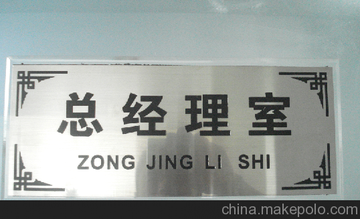 总经理室
ZONG JING LI SHI
china.makepolo.com